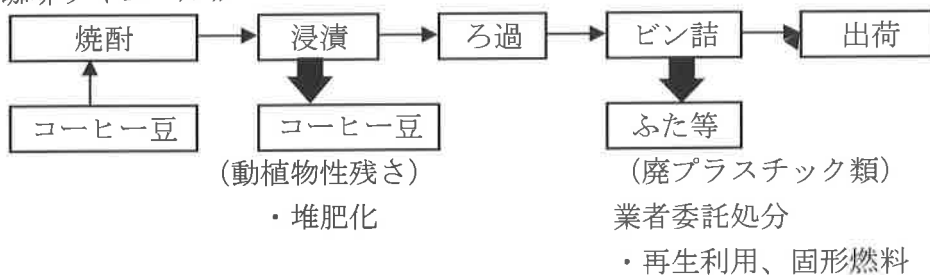 焼酎 浸漬 ろ過 ビン詰 出荷
コーヒー豆 コーヒー豆 ふた等
(動植物性残さ) (廃プラスチック類)
・堆肥化 業者委託処分
・再生利用、固形燃料